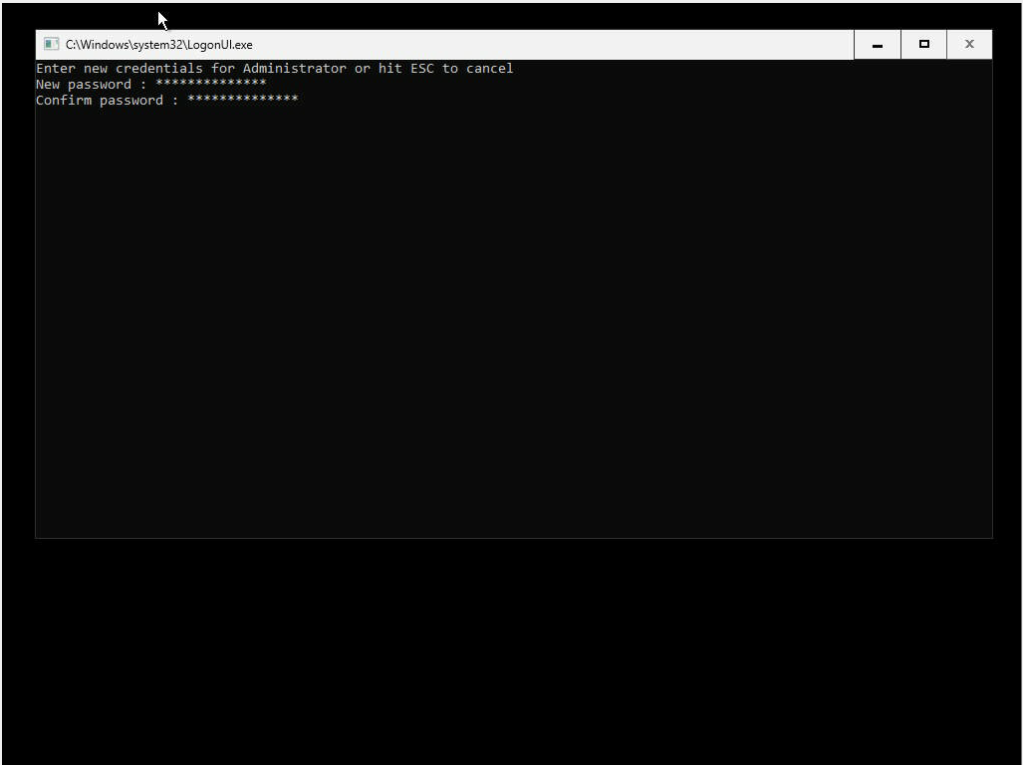 C:\Windows\system32\LogonUI.exe
Enter new credentials for Administrator or hit ESC to cancel
New password : **************
Confirm password : **************